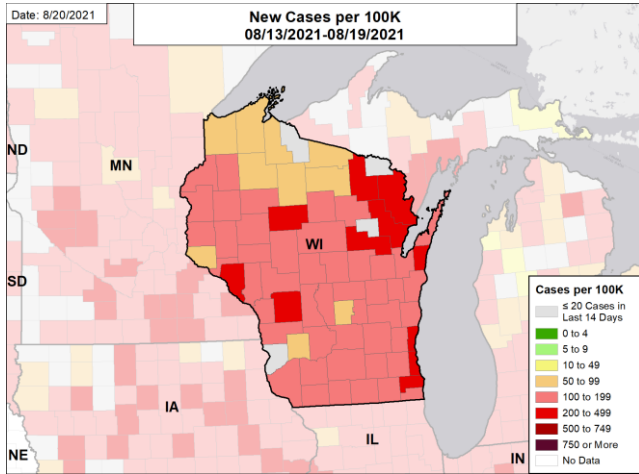 Date: 8/20/2021
New Cases per 100K
08/13/2021-08/19/2021
ND
MN
WI
SD
IA
NE
IL
IN
Cases per 100K
≤ 20 Cases in
Last 14 Days
0 to 4
5 to 9
10 to 49
50 to 99
100 to 199
200 to 499
500 to 749
750 or More
No Data